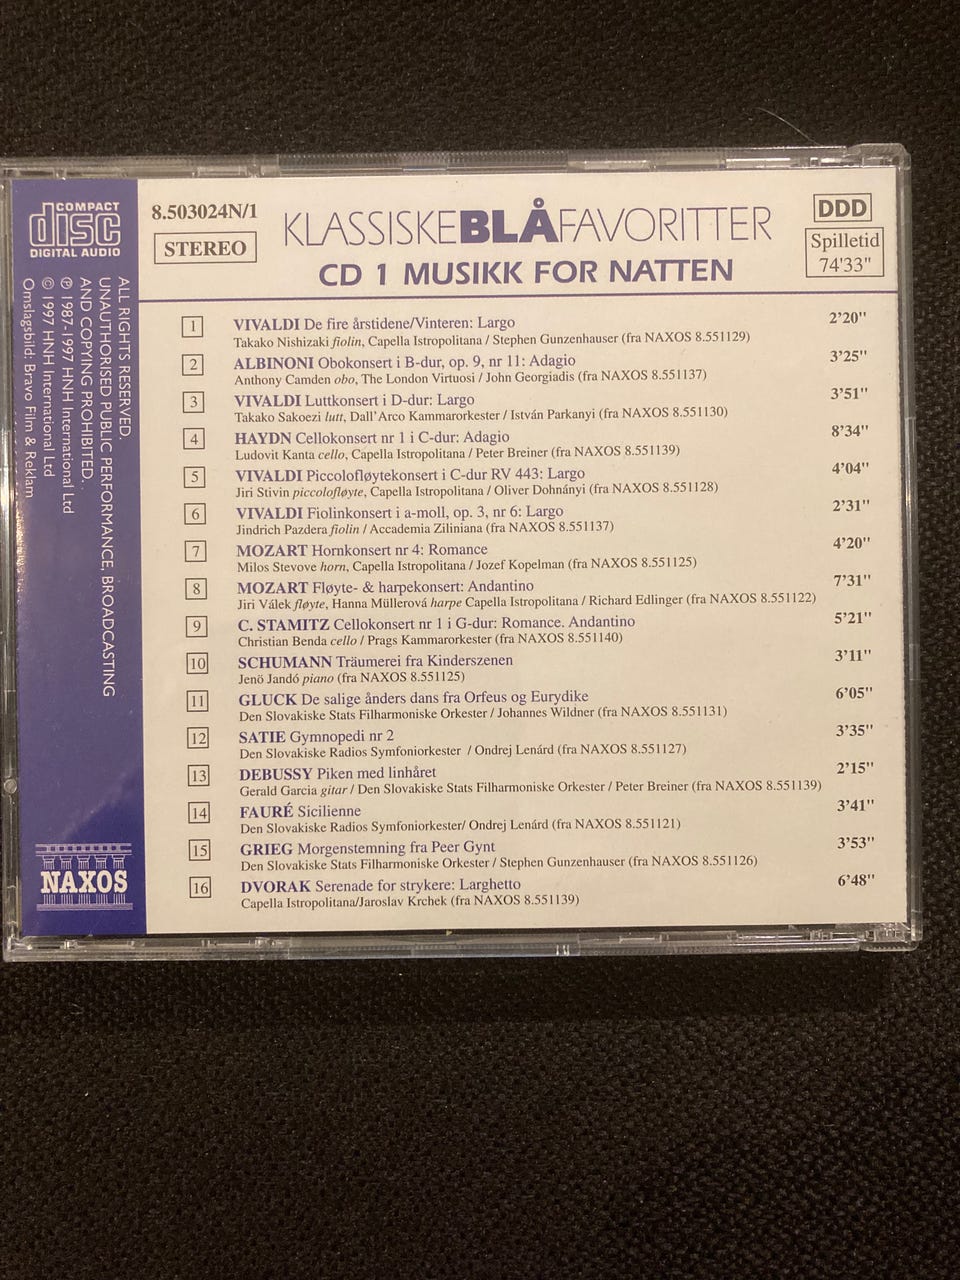 COMPACT
disc
DIGITAL AUDIO
ALL RIGHTS RESERVED.
UNAUTHORISED PUBLIC PERFORMANCE, BROADCASTING
AND COPYING PROHIBITED.
℗ 1987-1997 HNH International Ltd
© 1997 HNH International Ltd
Omslagsbild: Bravo Film & Reklam
NAXOS
8.503024N/1
STEREO
KLASSISKEBLÅFAVORITTER
CD 1 MUSIKK FOR NATTEN
DDD
Spilletid
74'33"
1 VIVALDI De fire årstidene/Vinteren: Largo 2'20"
Takako Nishizaki fiolin, Capella Istropolitana / Stephen Gunzenhauser (fra NAXOS 8.551129)
2 ALBINONI Obokonsert i B-dur, op. 9, nr 11: Adagio 3'25"
Anthony Camden obo, The London Virtuosi / John Georgiadis (fra NAXOS 8.551137)
3 VIVALDI Luttkonsert i D-dur: Largo 3'51"
Takako Sakoezi lutt, Dall'Arco Kammarorkester / István Parkanyi (fra NAXOS 8.551130)
4 HAYDN Cellokonsert nr 1 i C-dur: Adagio 8'34"
Ludovit Kanta cello, Capella Istropolitana / Peter Breiner (fra NAXOS 8.551139)
5 VIVALDI Piccolofløytekonsert i C-dur RV 443: Largo 4'04"
Jiri Stivin piccolofløyte, Capella Istropolitana / Oliver Dohnányi (fra NAXOS 8.551128)
6 VIVALDI Fiolinkonsert i a-moll, op. 3, nr 6: Largo 2'31"
Jindrich Pazdera fiolin / Accademia Ziliniana (fra NAXOS 8.551137)
7 MOZART Hornkonsert nr 4: Romance 4'20"
Milos Stevove horn, Capella Istropolitana / Jozef Kopelman (fra NAXOS 8.551125)
8 MOZART Fløyte- & harpekonsert: Andantino 7'31"
Jiri Válek fløyte, Hanna Müllerová harpe Capella Istropolitana / Richard Edlinger (fra NAXOS 8.551122)
9 C. STAMITZ Cellokonsert nr 1 i G-dur: Romance. Andantino 5'21"
Christian Benda cello / Prags Kammarorkester (fra NAXOS 8.551140)
10 SCHUMANN Träumerei fra Kinderszenen 3'11"
Jenö Jandó piano (fra NAXOS 8.551125)
11 GLUCK De salige ånders dans fra Orfeus og Eurydike 6'05"
Den Slovakiske Stats Filharmoniske Orkester / Johannes Wildner (fra NAXOS 8.551131)
12 SATIE Gymnopedi nr 2 3'35"
Den Slovakiske Radios Symfoniorkester / Ondrej Lenárd (fra NAXOS 8.551127)
13 DEBUSSY Piken med linhåret 2'15"
Gerald Garcia gitar / Den Slovakiske Stats Filharmoniske Orkester / Peter Breiner (fra NAXOS 8.551139)
14 FAURÉ Sicilienne 3'41"
Den Slovakiske Radios Symfoniorkester/ Ondrej Lenárd (fra NAXOS 8.551121)
15 GRIEG Morgenstemning fra Peer Gynt 3'53"
Den Slovakiske Stats Filharmoniske Orkester / Stephen Gunzenhauser (fra NAXOS 8.551126)
16 DVORAK Serenade for strykere: Larghetto 6'48"
Capella Istropolitana/Jaroslav Krchek (fra NAXOS 8.551139)